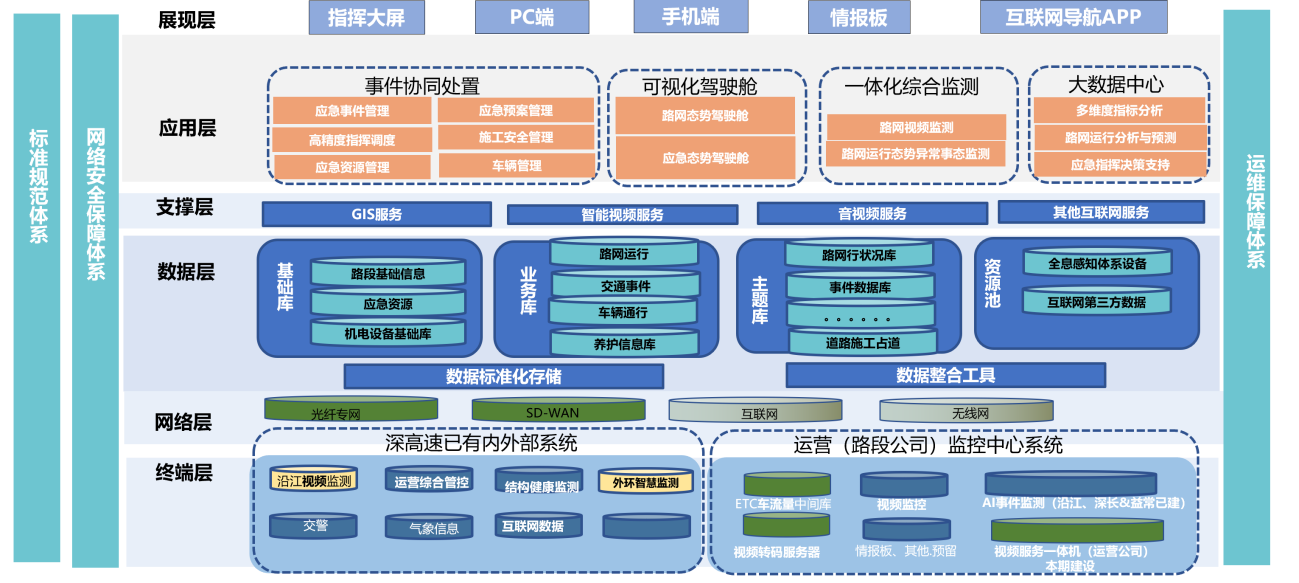 标准规范体系
网络安全保障体系
运维保障体系
展现层
指挥大屏
PC端
手机端
情报板
互联网导航APP
应用层
事件协同处置
应急事件管理
应急预案管理
高精度指挥调度
施工安全管理
应急资源管理
车辆管理
可视化驾驶舱
路网态势驾驶舱
应急态势驾驶舱
一体化综合监测
路网视频监测
路网运行态势异常事态监测
大数据中心
多维度指标分析
路网运行分析与预测
应急指挥决策支持
支撑层
GIS服务
智能视频服务
音视频服务
其他互联网服务
数据层
基础库
路段基础信息
应急资源
机电设备基础库
业务库
路网运行
交通事件
车辆通行
养护信息库
主题库
路网行状况库
事件数据库
。。。。。。
道路施工占道
资源池
全息感知体系设备
互联网第三方数据
数据标准化存储
数据整合工具
网络层
光纤专网
SD-WAN
互联网
无线网
终端层
深高速已有内外部系统
沿江视频监测
运营综合管控
结构健康监测
外环智慧监测
交警
气象信息
互联网数据
运营（路段公司）监控中心系统
ETC车流量中间库
视频监控
AI事件监测（沿江、深长&益常已建）
视频转码服务器
情报板、其他.预留
视频服务一体机（运营公司）
本期建设